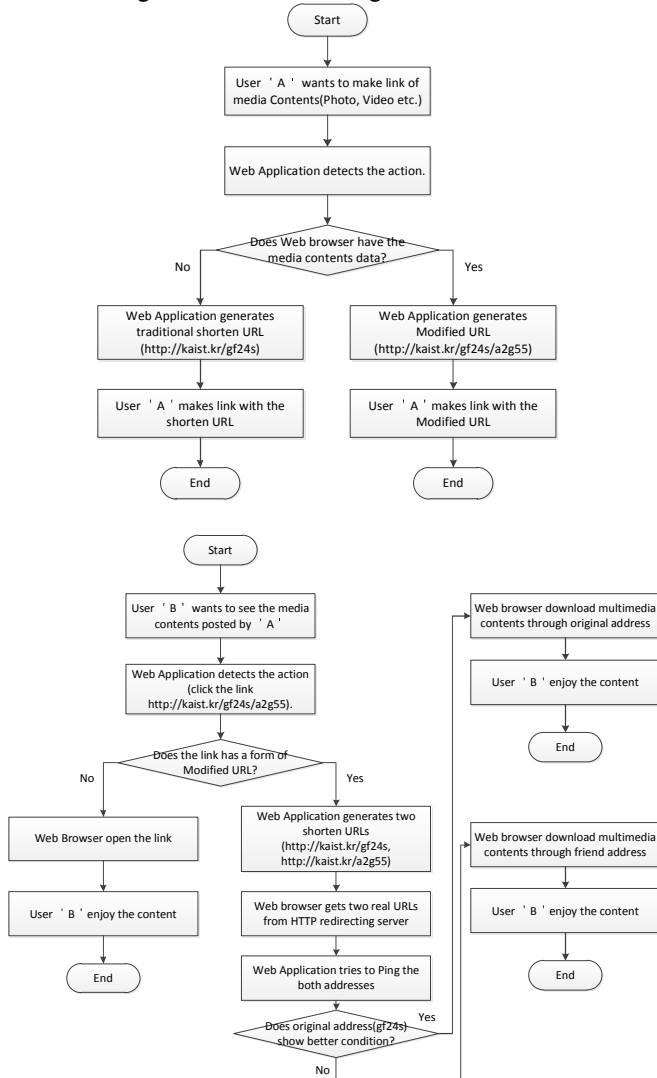 Start
User ' A ' wants to make link of
media Contents(Photo, Video etc.)
Web Application detects the action.
Does Web browser have the
media contents data?
No
Yes
Web Application generates
traditional shorten URL
(http://kaist.kr/gf24s)
Web Application generates
Modified URL
(http://kaist.kr/gf24s/a2g55)
User ' A ' makes link with the
shorten URL
User ' A ' makes link with the
Modified URL
End
End
Start
User ' B ' wants to see the media
contents posted by ' A '
Web Application detects the action
(click the link
http://kaist.kr/gf24s/a2g55).
Does the link has a form of
Modified URL?
No
Yes
Web Browser open the link
User ' B ' enjoy the content
End
Web Application generates two
shorten URLs
(http://kaist.kr/gf24s,
http://kaist.kr/a2g55)
Web browser gets two real URLs
from HTTP redirecting server
Web Application tries to Ping the
both addresses
Does original address(gf24s)
show better condition?
Yes
No
Web browser download multimedia
contents through original address
User ' B ' enjoy the content
End
Web browser download multimedia
contents through friend address
User ' B ' enjoy the content
End